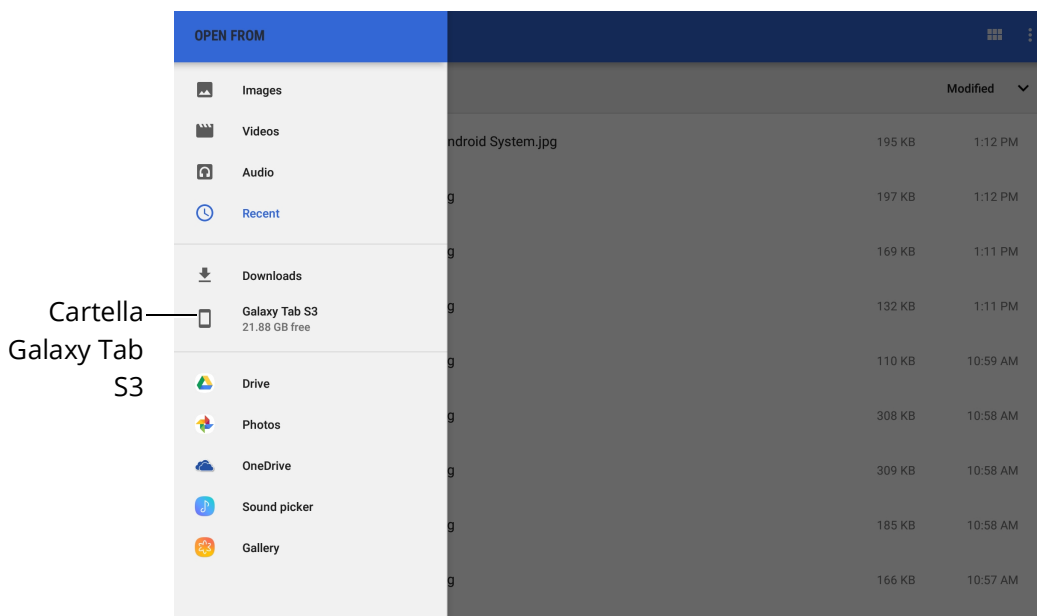 OPEN FROM
Modified
Images
Videos
Audio
Recent
Downloads
Galaxy Tab S3
21.88 GB free
Drive
Photos
OneDrive
Sound picker
Gallery
Cartella
Galaxy Tab
S3
ndroid System.jpg 195 KB 1:12 PM
g 197 KB 1:12 PM
g 169 KB 1:11 PM
g 132 KB 1:11 PM
g 110 KB 10:59 AM
g 308 KB 10:58 AM
g 309 KB 10:58 AM
g 185 KB 10:58 AM
g 166 KB 10:57 AM